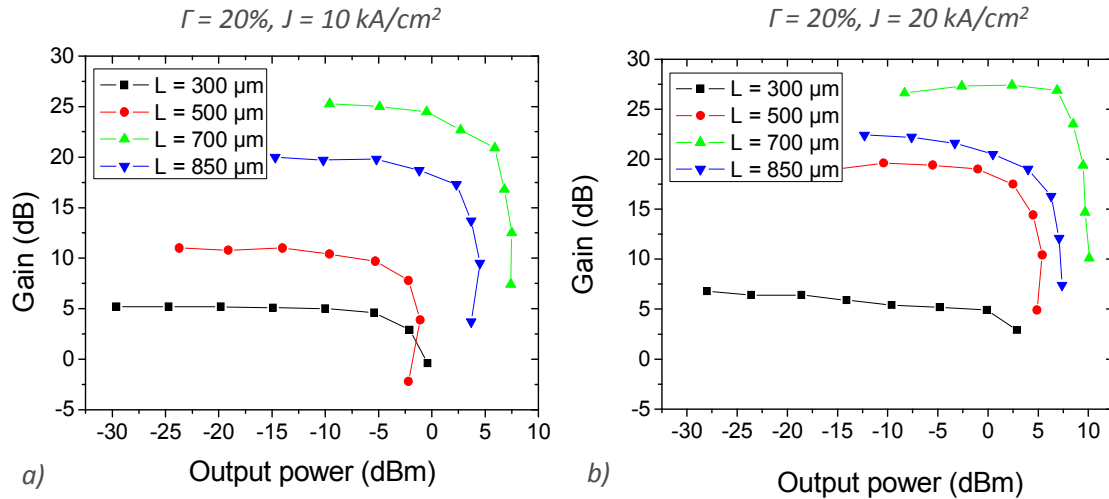 Γ = 20%, J = 10 kA/cm²
Γ = 20%, J = 20 kA/cm²
a)
Gain (dB)
30
25
20
15
10
5
0
-5
L = 300 μm
L = 500 μm
L = 700 μm
L = 850 μm
-30 -25 -20 -15 -10 -5 0 5 10
Output power (dBm)
b)
Gain (dB)
30
25
20
15
10
5
0
-5
L = 300 μm
L = 500 μm
L = 700 μm
L = 850 μm
-30 -25 -20 -15 -10 -5 0 5 10
Output power (dBm)